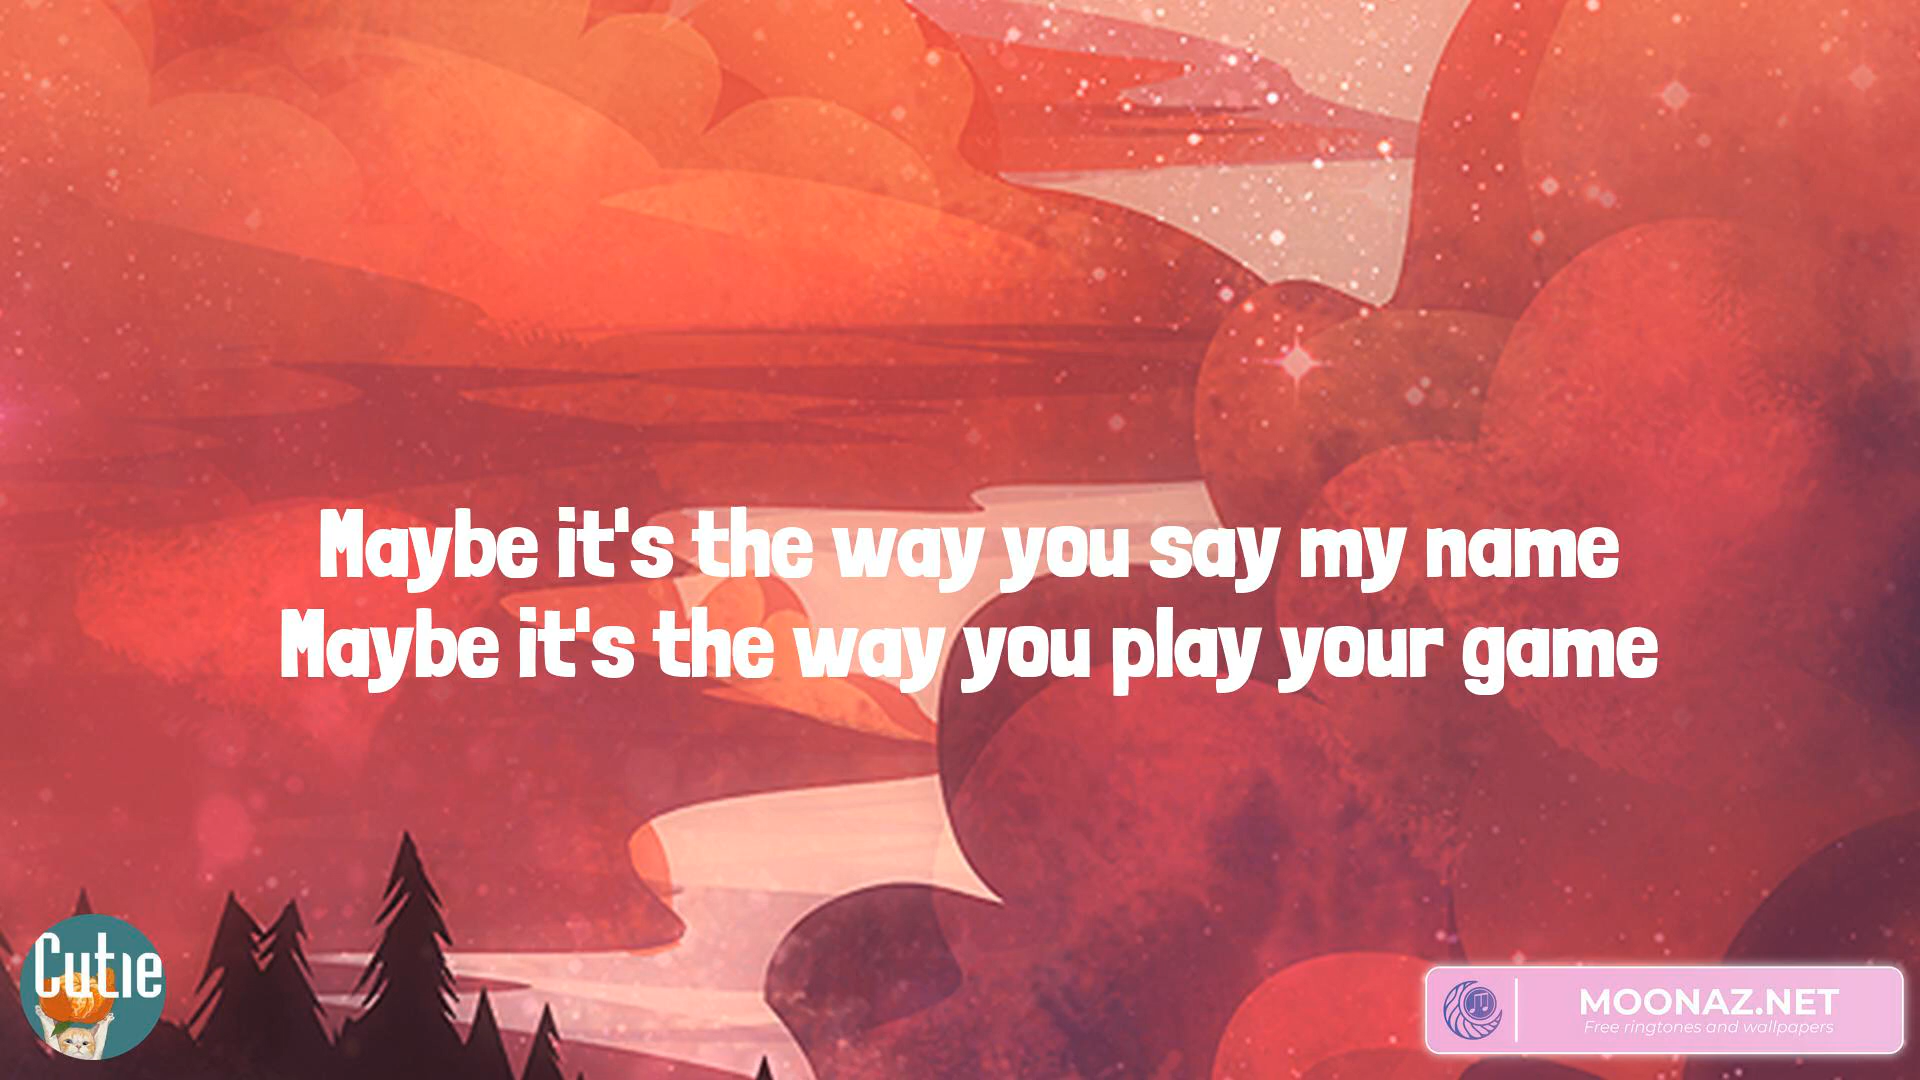 Maybe it's the way you say my name
Maybe it's the way you play your game
Cutie
MOONAZ.NET
Free ringtones and wallpapers